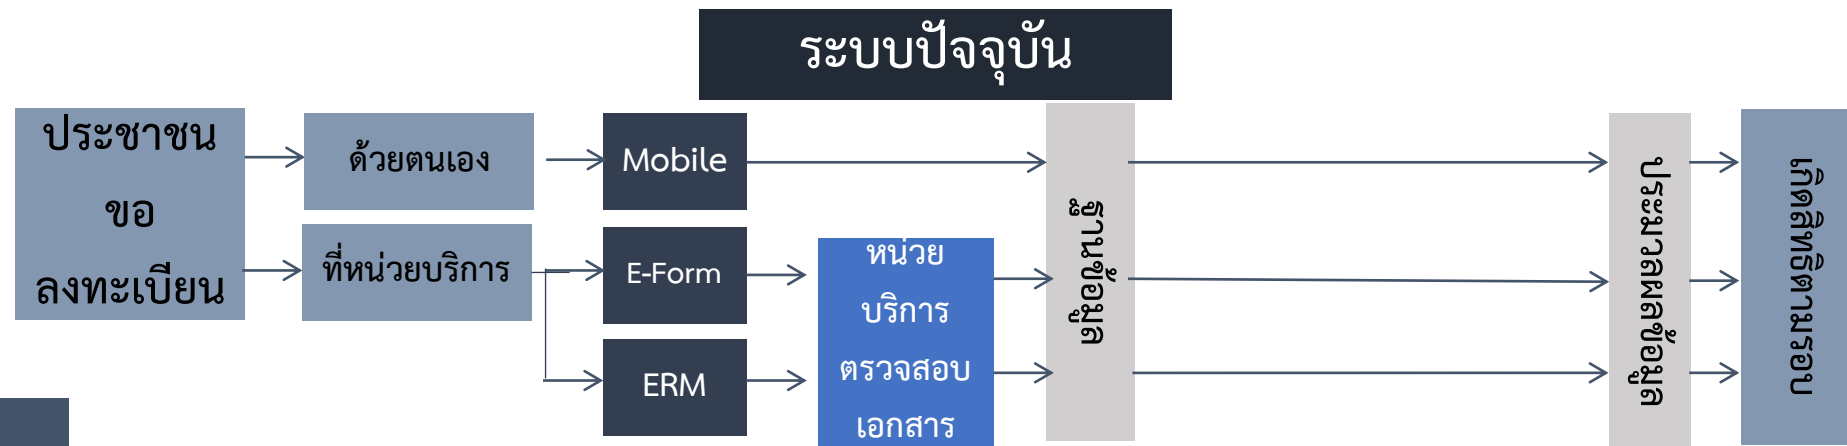 ระบบปัจจุบัน
ประชาชน
ขอ
ลงทะเบียน
ด้วยตนเอง
ที่หน่วยบริการ
Mobile
E-Form
ERM
หน่วย
บริการ
ตรวจสอบ
เอกสาร
ฐานข้อมูล
ประมวลผลข้อมูล
เกิดสิทธิตามรอบ